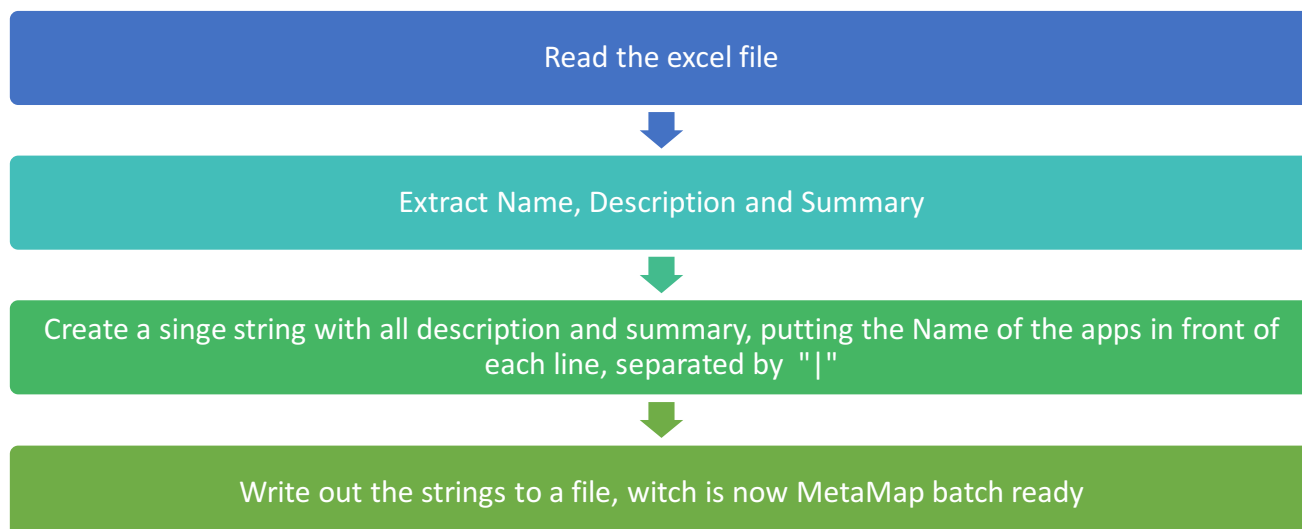 Read the excel file
Extract Name, Description and Summary
Create a singe string with all description and summary, putting the Name of the apps in front of
each line, separated by "|"
Write out the strings to a file, witch is now MetaMap batch ready